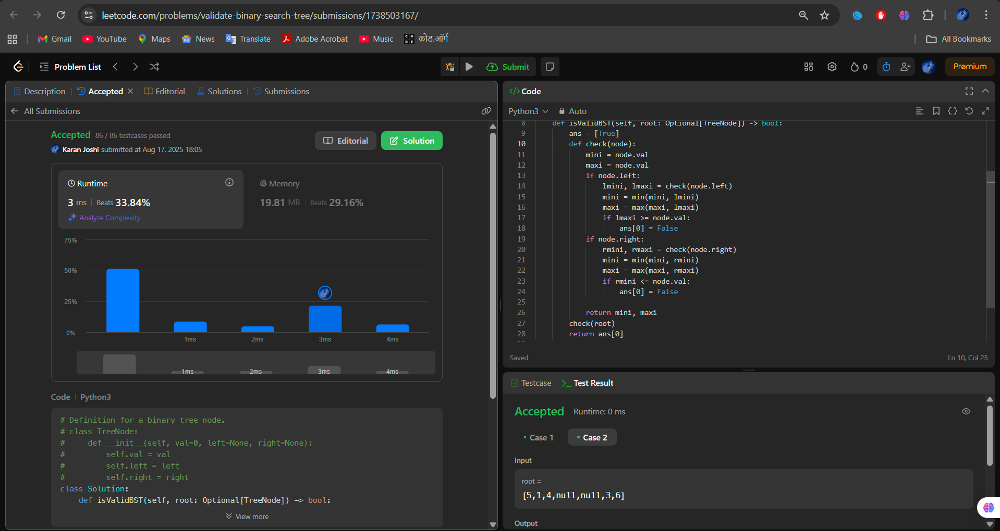 leetcode.com/problems/validate-binary-search-tree/submissions/1738503167/
Gmail YouTube Maps News Translate Adobe Acrobat Music कोड.ऑर्ग All Bookmarks
Problem List Submit 0 Premium
Description Accepted Editorial Solutions Submissions
All Submissions
Accepted 86 / 86 testcases passed
Karan Joshi submitted at Aug 17, 2025 18:05
Editorial Solution
Runtime
3 ms Beats 33.84%
Analyze Complexity
Memory
19.81 MB Beats 29.16%
75%
50%
25%
0%
1ms 2ms 3ms 4ms
1ms 2ms 3ms 4ms
Code Python3
# Definition for a binary tree node.
# class TreeNode:
#     def __init__(self, val=0, left=None, right=None):
#         self.val = val
#         self.left = left
#         self.right = right
class Solution:
    def isValidBST(self, root: Optional[TreeNode]) -> bool:
View more
</> Code
Python3 Auto
8     def isValidBST(self, root: Optional[TreeNode]) -> bool:
9         ans = [True]
10         def check(node):
11             mini = node.val
12             maxi = node.val
13             if node.left:
14                 lmini, lmaxi = check(node.left)
15                 mini = min(mini, lmini)
16                 maxi = max(maxi, lmaxi)
17                 if lmaxi >= node.val:
18                     ans[0] = False
19             if node.right:
20                 rmini, rmaxi = check(node.right)
21                 mini = min(mini, rmini)
22                 maxi = max(maxi, rmaxi)
23                 if rmini <= node.val:
24                     ans[0] = False
25
26             return mini, maxi
27         check(root)
28         return ans[0]
Saved Ln 10, Col 25
Testcase Test Result
Accepted Runtime: 0 ms
Case 1 Case 2
Input
root =
[5,1,4,null,null,3,6]
Output